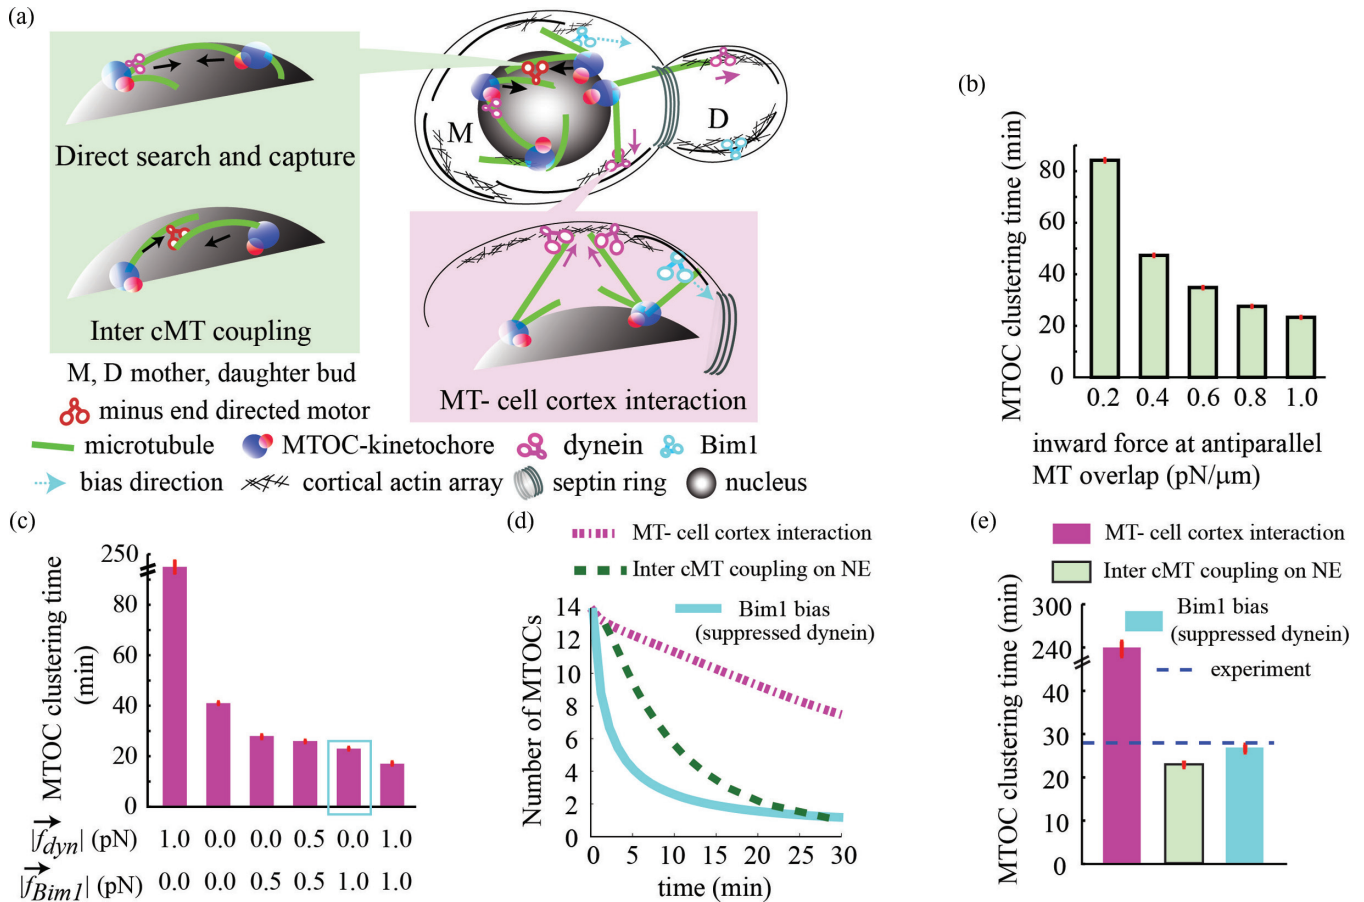 (a)
Direct search and capture
Inter cMT coupling
M
D
MT- cell cortex interaction
M, D mother, daughter bud
minus end directed motor
microtubule
MTOC-kinetochore
dynein
Bim1
bias direction
cortical actin array
septin ring
nucleus
(b)
MTOC clustering time (min)
80
60
40
20
0
0.2 0.4 0.6 0.8 1.0
inward force at antiparallel
MT overlap (pN/μm)
(c)
MTOC clustering time
(min)
250
80
60
40
20
0
|f_dyn| (pN) 1.0 0.0 0.0 0.5 0.0 1.0
|f_Bim1| (pN) 0.0 0.0 0.5 0.5 1.0 1.0
(d)
MT- cell cortex interaction
Inter cMT coupling on NE
Bim1 bias
(suppressed dynein)
Number of MTOCs
14
12
10
8
6
4
2
0
0 5 10 15 20 25 30
time (min)
(e)
MT- cell cortex interaction
Inter cMT coupling on NE
Bim1 bias
(suppressed dynein)
experiment
MTOC clustering time (min)
300
240
40
30
20
10
0